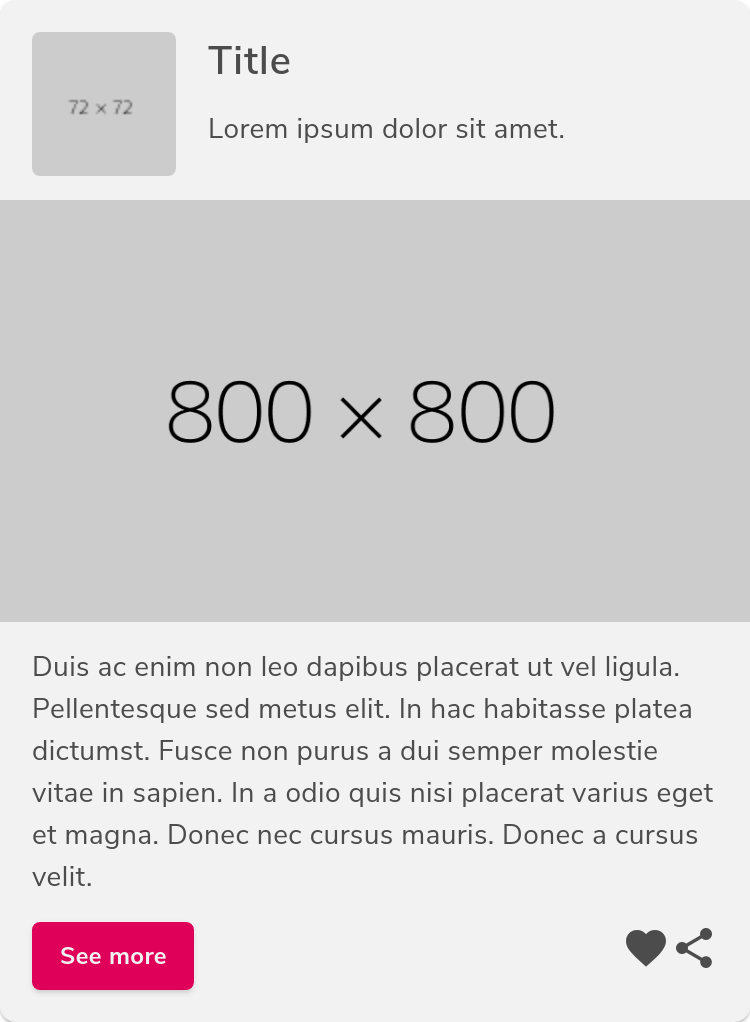 72 × 72
Title
Lorem ipsum dolor sit amet.
800 × 800
Duis ac enim non leo dapibus placerat ut vel ligula.
Pellentesque sed metus elit. In hac habitasse platea
dictumst. Fusce non purus a dui semper molestie
vitae in sapien. In a odio quis nisi placerat varius eget
et magna. Donec nec cursus mauris. Donec a cursus
velit.
See more